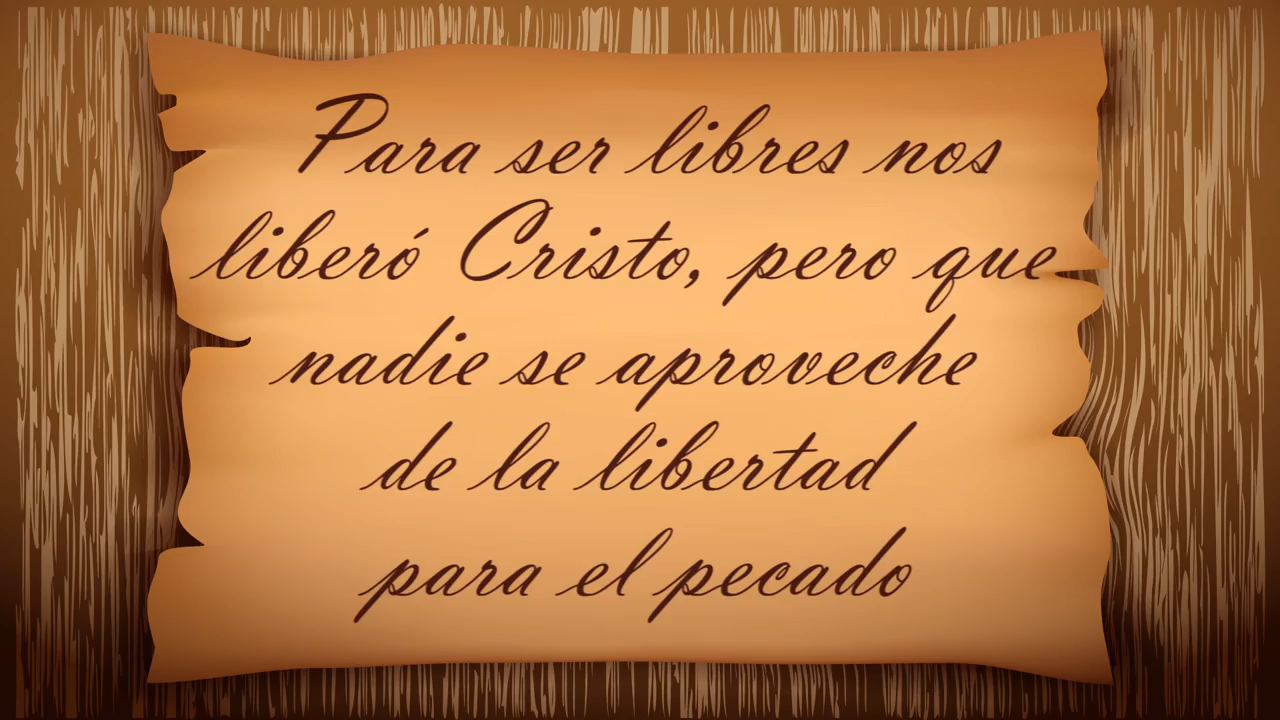 Para ser libres nos
liberó Cristo, pero que
nadie se aproveche
de la libertad
para el pecado